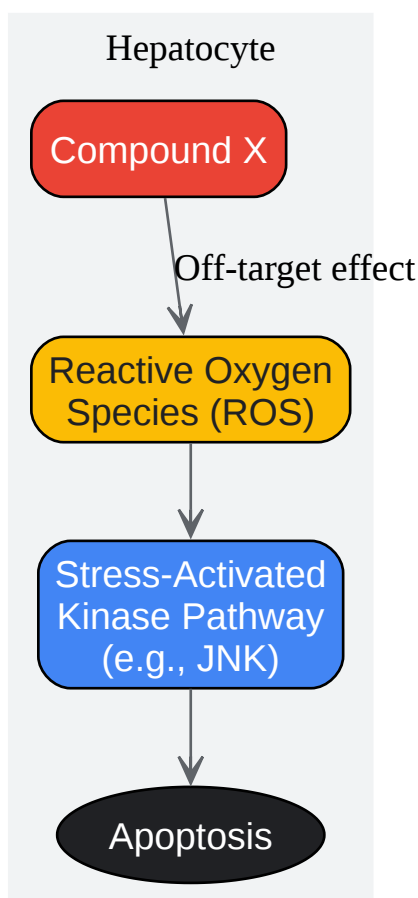 Hepatocyte
Compound X
Off-target effect
Reactive Oxygen
Species (ROS)
Stress-Activated
Kinase Pathway
(e.g., JNK)
Apoptosis